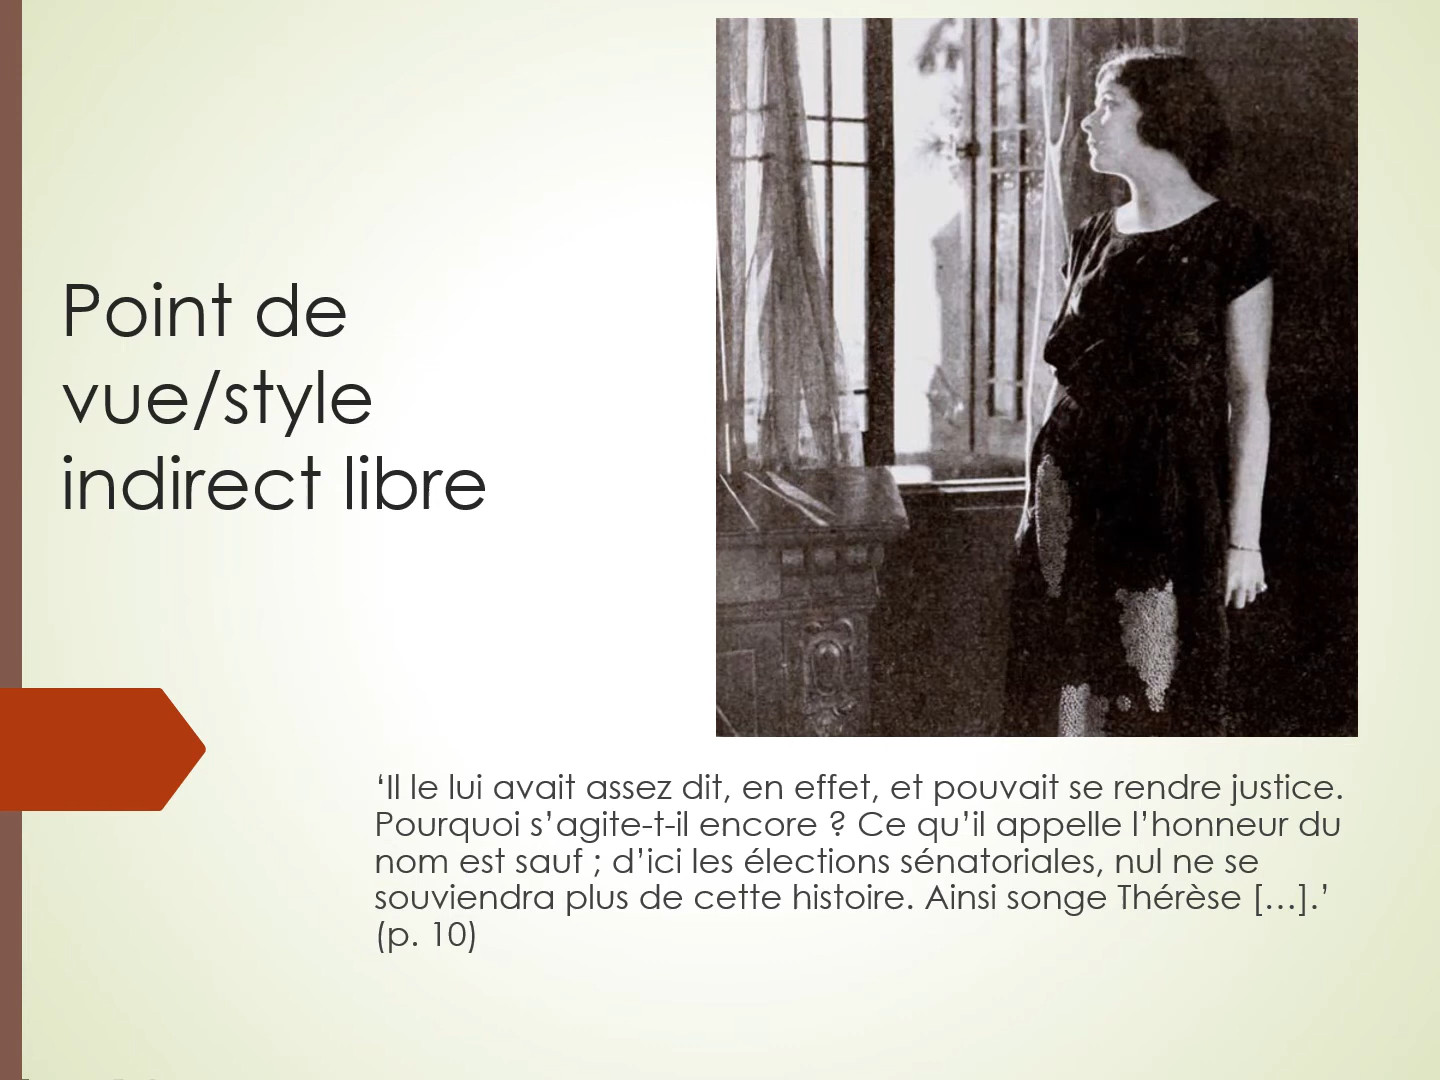 Point de
vue/style
indirect libre
‘Il le lui avait assez dit, en effet, et pouvait se rendre justice.
Pourquoi s’agite-t-il encore ? Ce qu’il appelle l’honneur du
nom est sauf ; d’ici les élections sénatoriales, nul ne se
souviendra plus de cette histoire. Ainsi songe Thérèse […].’
(p. 10)